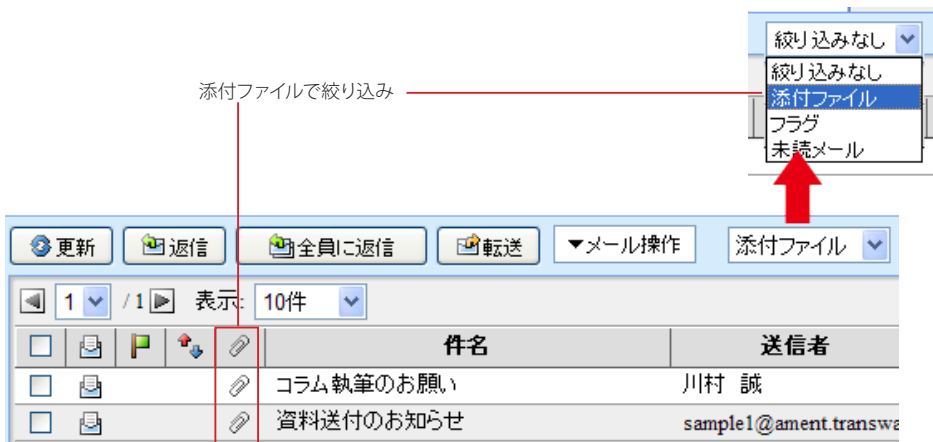 絞り込みなし
絞り込みなし
添付ファイル
フラグ
未読メール
添付ファイルで絞り込み
更新 返信 全員に返信 転送 ▼メール操作 添付ファイル
1 /1 表示: 10件
件名 送信者
コラム執筆のお願い 川村 誠
資料送付のお知らせ sample1@ament.transwa